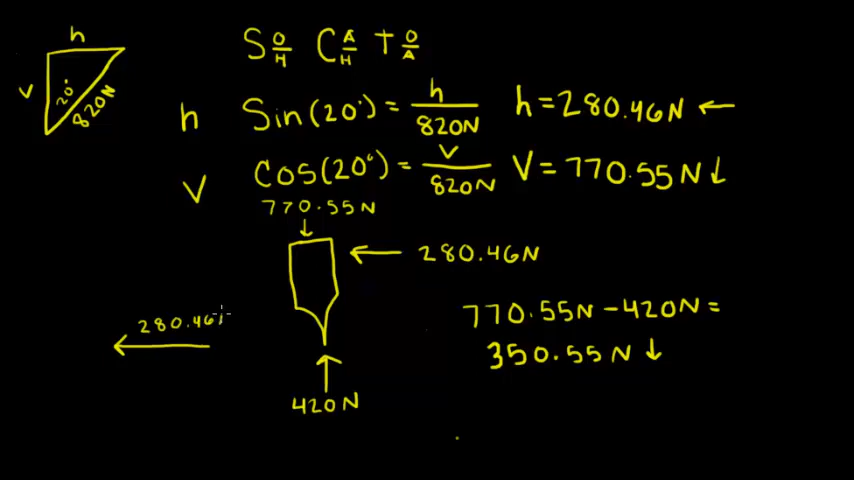 h
V
20°
820N
S O/H C A/H T O/A
h Sin(20°) = h/820N h = 280.46N ←
V Cos(20°) = V/820N V = 770.55N ↓
770.55N
↓
← 280.46N
770.55N - 420N =
350.55N ↓
280.46
←
↑
420N